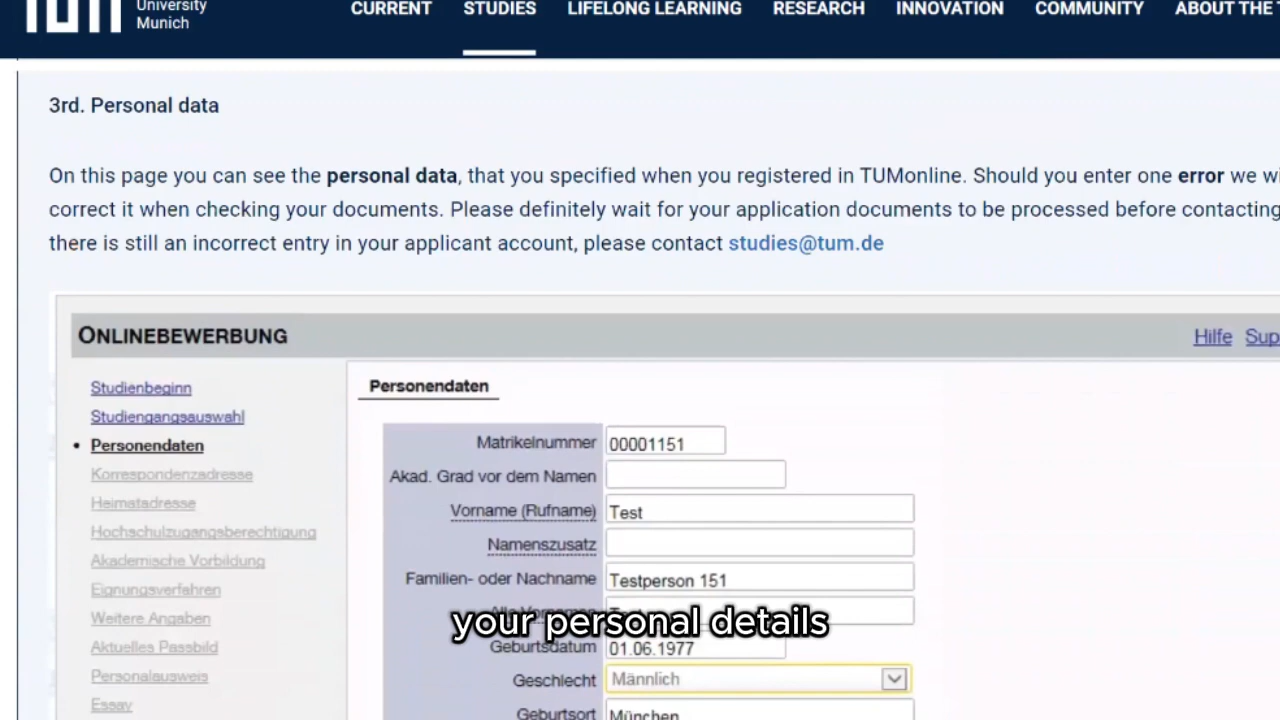 University
Munich
CURRENT STUDIES LIFELONG LEARNING RESEARCH INNOVATION COMMUNITY ABOUT THE
3rd. Personal data
On this page you can see the personal data, that you specified when you registered in TUMonline. Should you enter one error we
correct it when checking your documents. Please definitely wait for your application documents to be processed before contacting
there is still an incorrect entry in your applicant account, please contact studies@tum.de
ONLINEBEWERBUNG
Hilfe
Studienbeginn
Studiengangsauswahl
• Personendaten
Korrespondenzadresse
Heimatadresse
Hochschulzugangsberechtigung
Akademische Vorbildung
Eignungsverfahren
Weitere Angaben
Aktuelles Passbild
Personalausweis
Essay
Personendaten
Matrikelnummer 00001151
Akad. Grad vor dem Namen
Vorname (Rufname) Test
Namenszusatz
Familien- oder Nachname Testperson 151
your personal details
Geburtsdatum 01.06.1977
Geschlecht Männlich
Geburtsort München